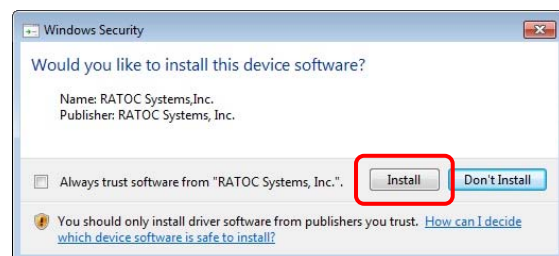 Windows Security
Would you like to install this device software?
Name: RATOC Systems,Inc.
Publisher: RATOC Systems, Inc.
Always trust software from "RATOC Systems, Inc.".
Install
Don't Install
You should only install driver software from publishers you trust. How can I decide
which device software is safe to install?